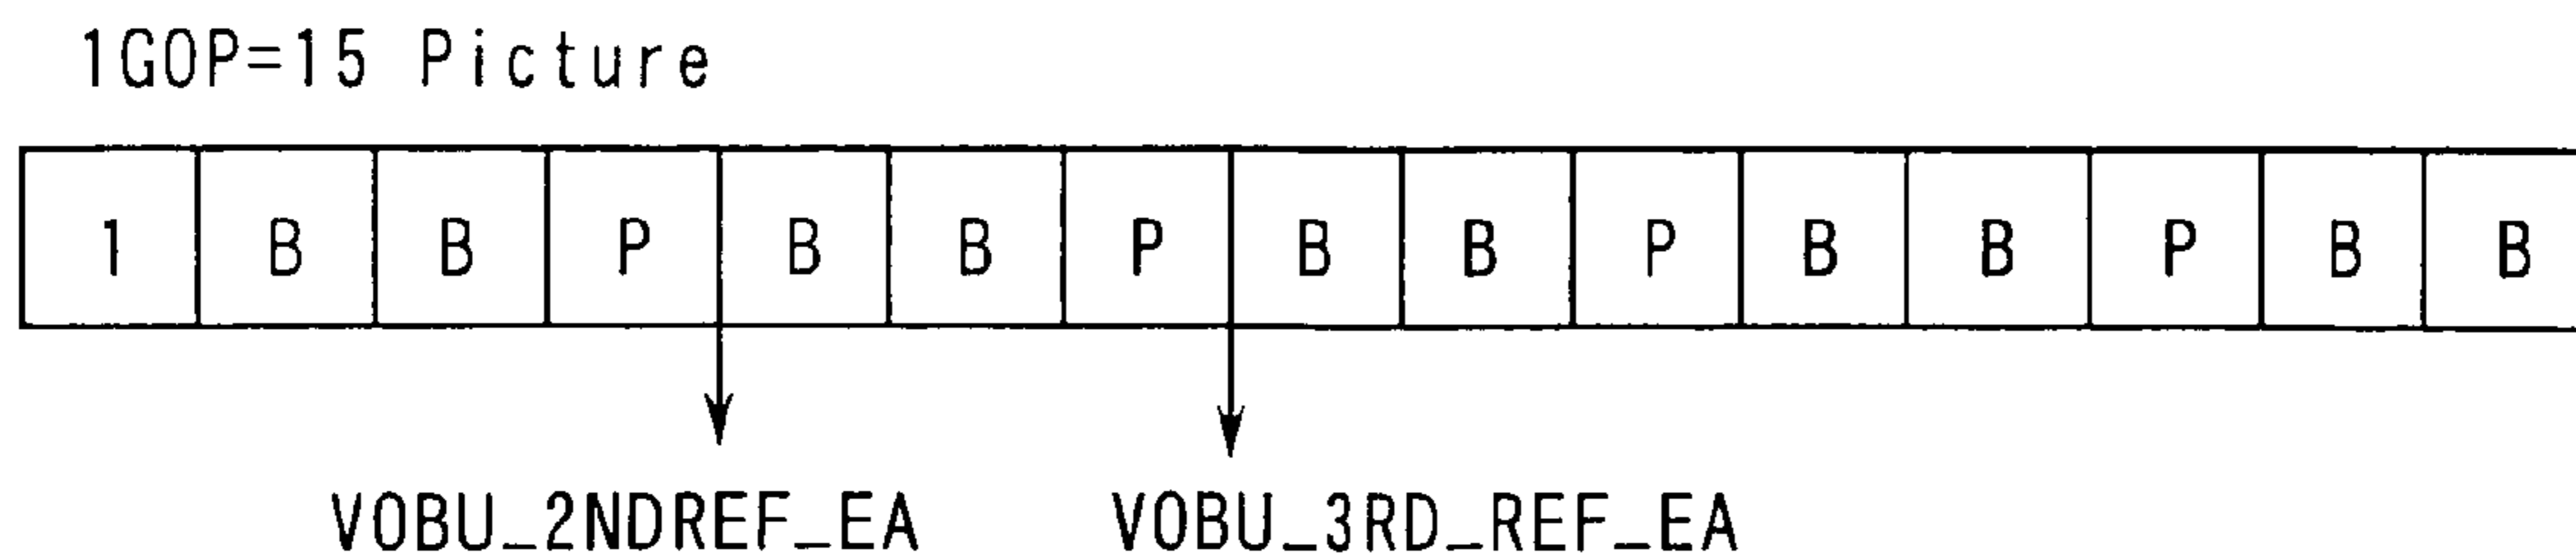 1GOP=15 Picture
1 B B P B B P B B P B B P B B
VOBU_2NDREF_EA VOBU_3RD_REF_EA